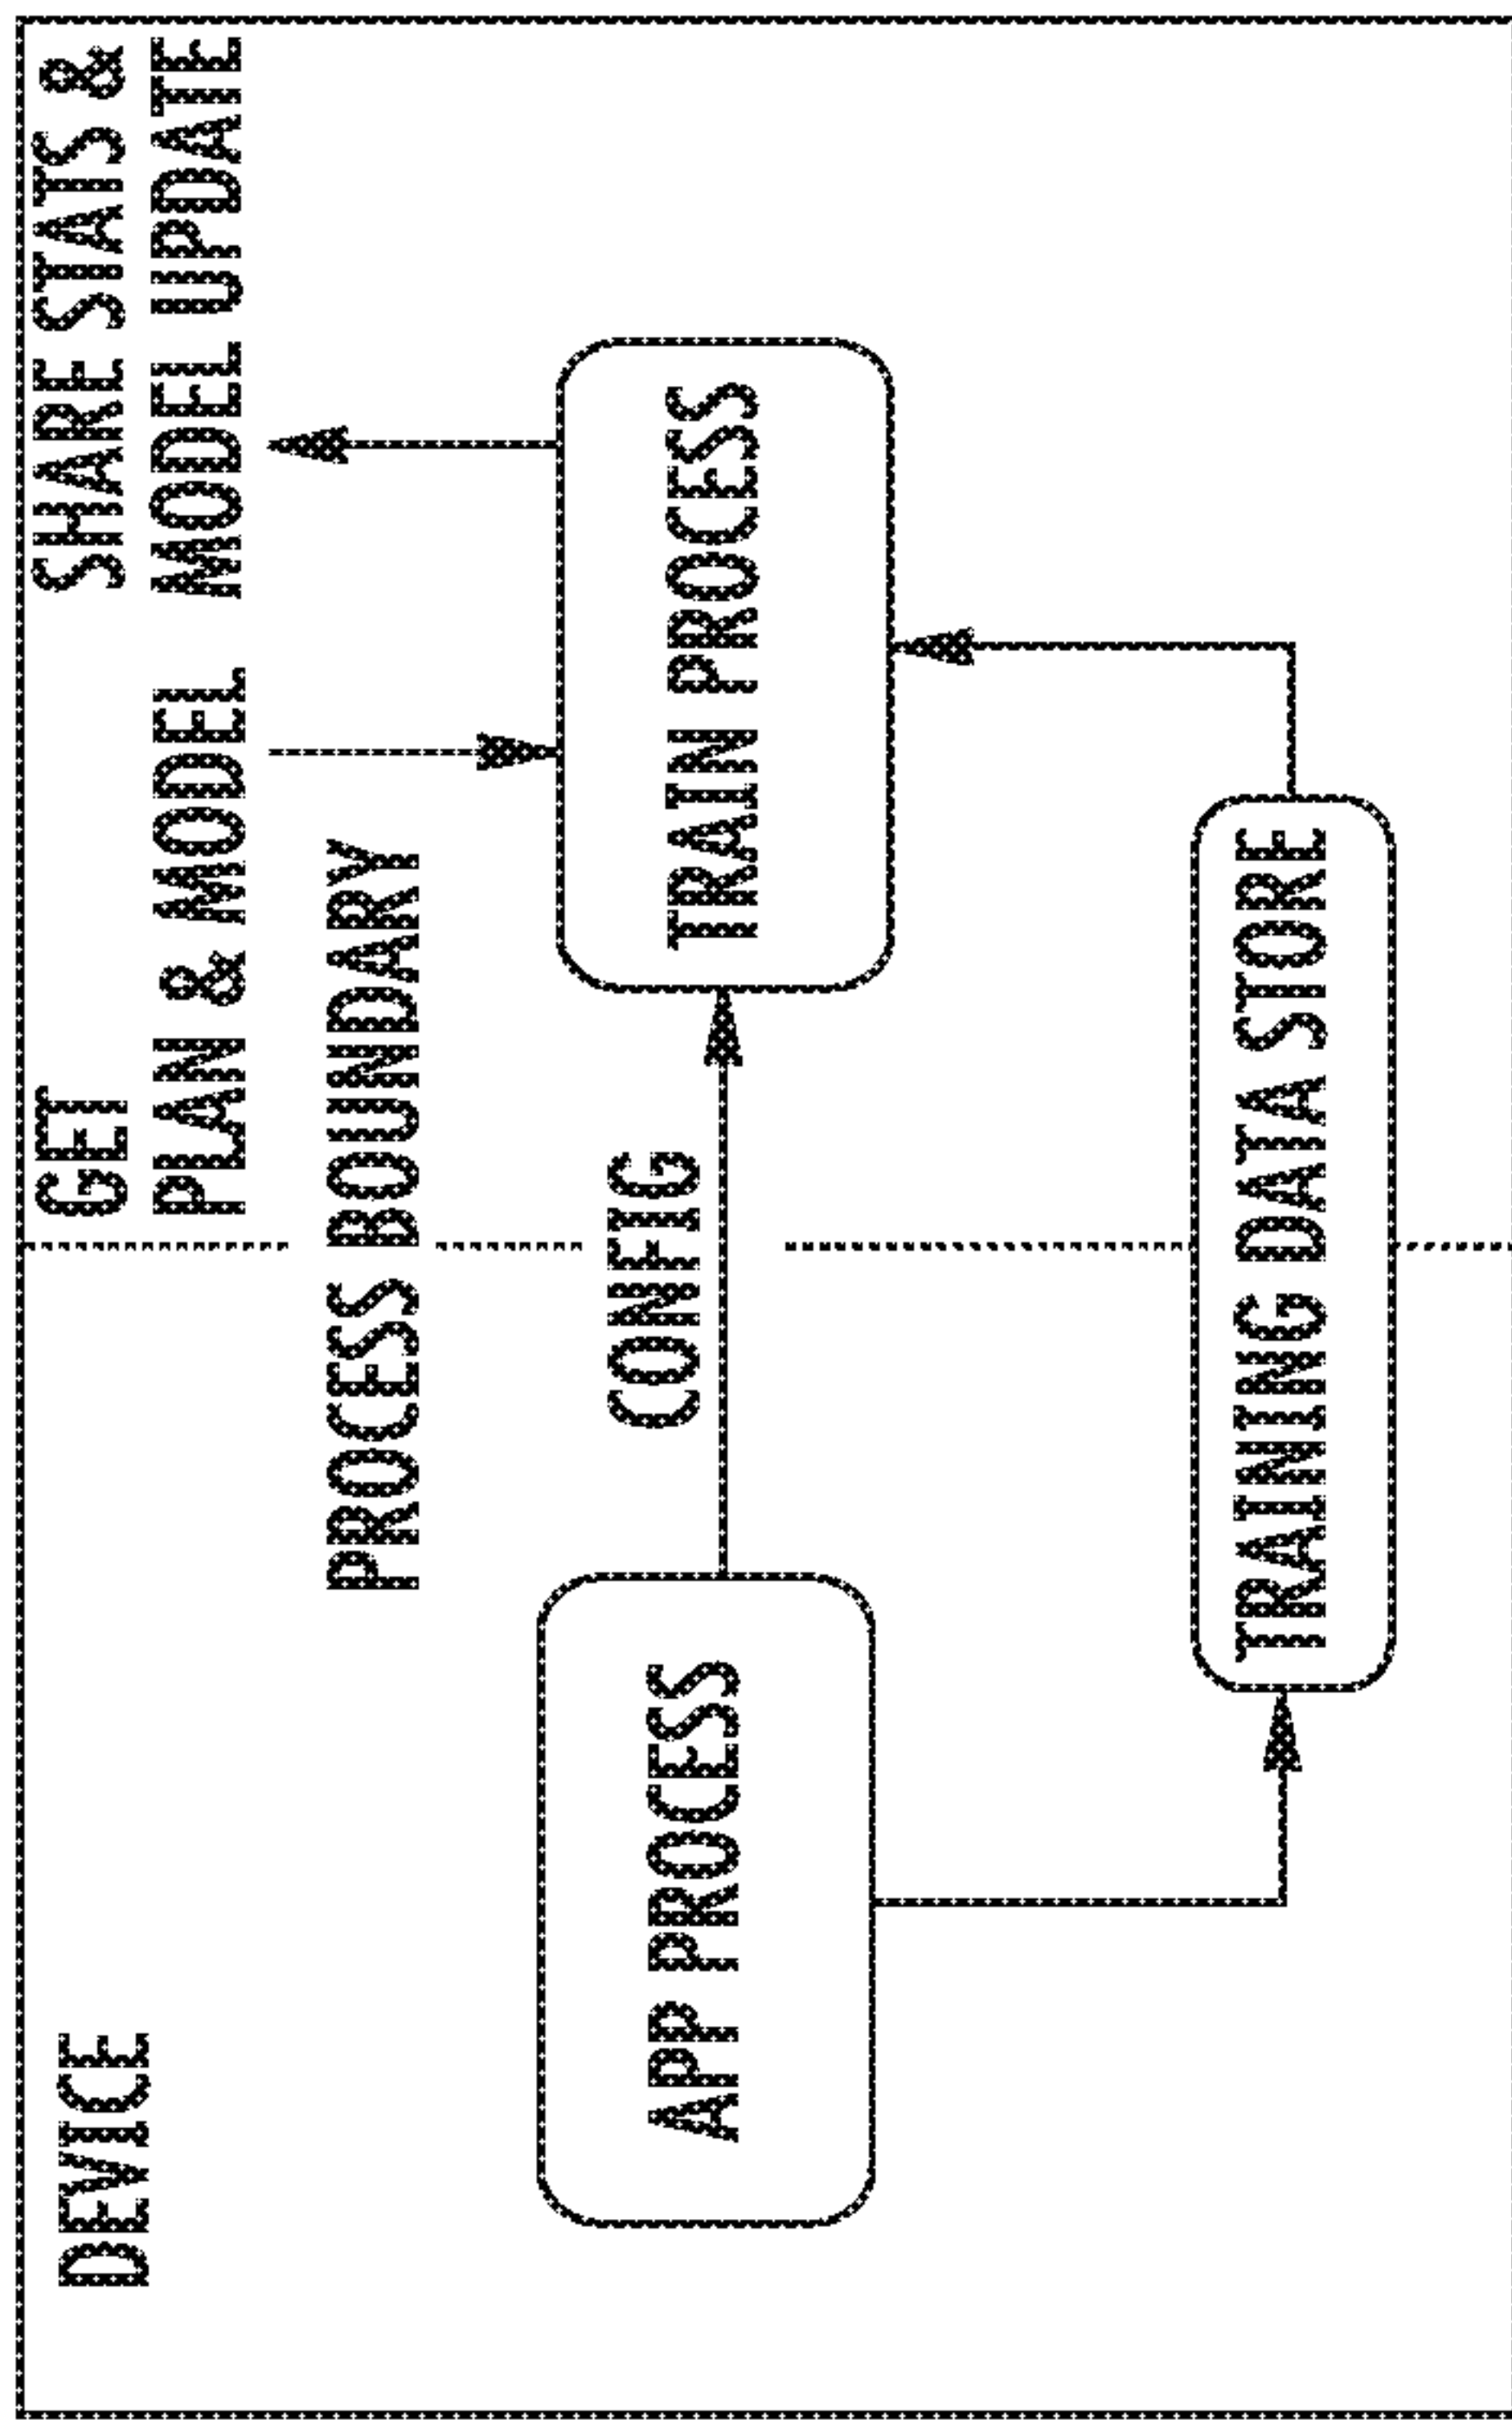 DEVICE
GET
PLAN & MODEL
SHARE STATS &
MODEL UPDATE
PROCESS BOUNDARY
CONFIG
APP PROCESS
TRAIN PROCESS
TRAINING DATA STORE